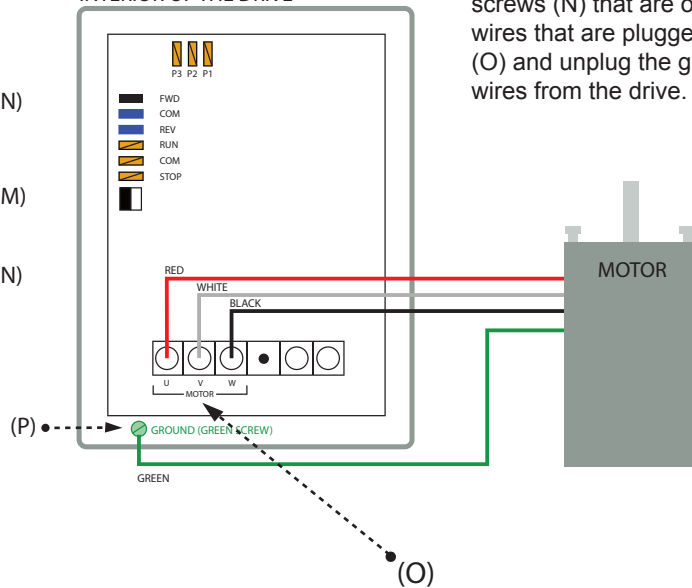 screws (N) that are
wires that are
(O) and unplug the
wires from the drive.
P3 P2 P1
N)
FWD
COM
REV
RUN
COM
STOP
M)
N)
RED
WHITE
BLACK
MOTOR
U V W
MOTOR
(P)
GROUND (GREEN SCREW)
GREEN
(O)